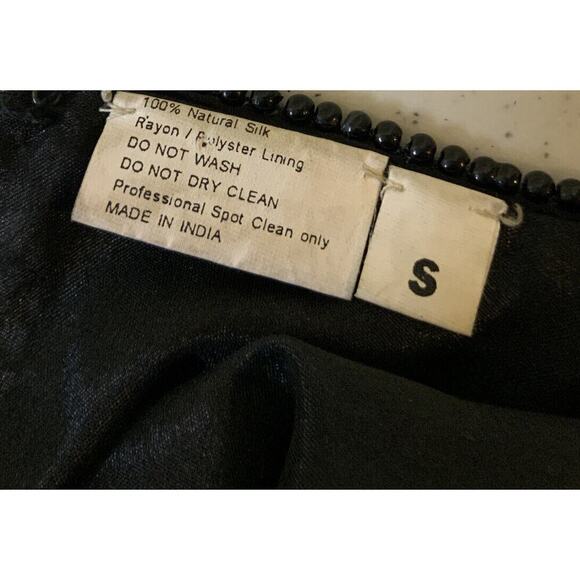 100% Natural Silk
Rayon / Polyster Lining
DO NOT WASH
DO NOT DRY CLEAN
Professional Spot Clean only
MADE IN INDIA
S